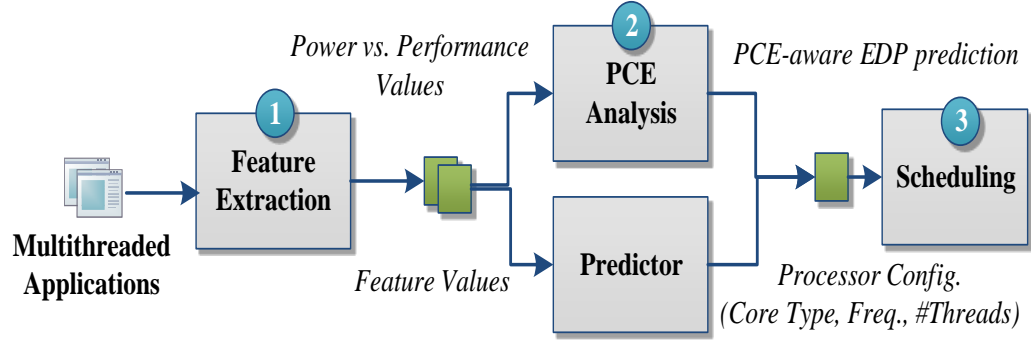 Multithreaded
Applications
1
Feature
Extraction
Power vs. Performance
Values
Feature Values
2
PCE
Analysis
Predictor
PCE-aware EDP prediction
Processor Config.
(Core Type, Freq., #Threads)
3
Scheduling